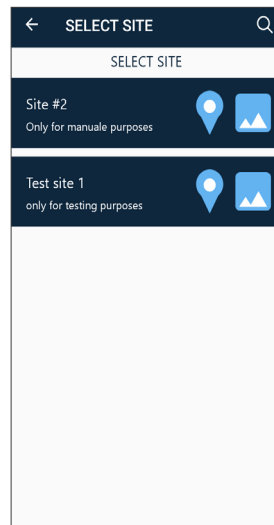 SELECT SITE
SELECT SITE
Site #2
Only for manuale purposes
Test site 1
only for testing purposes